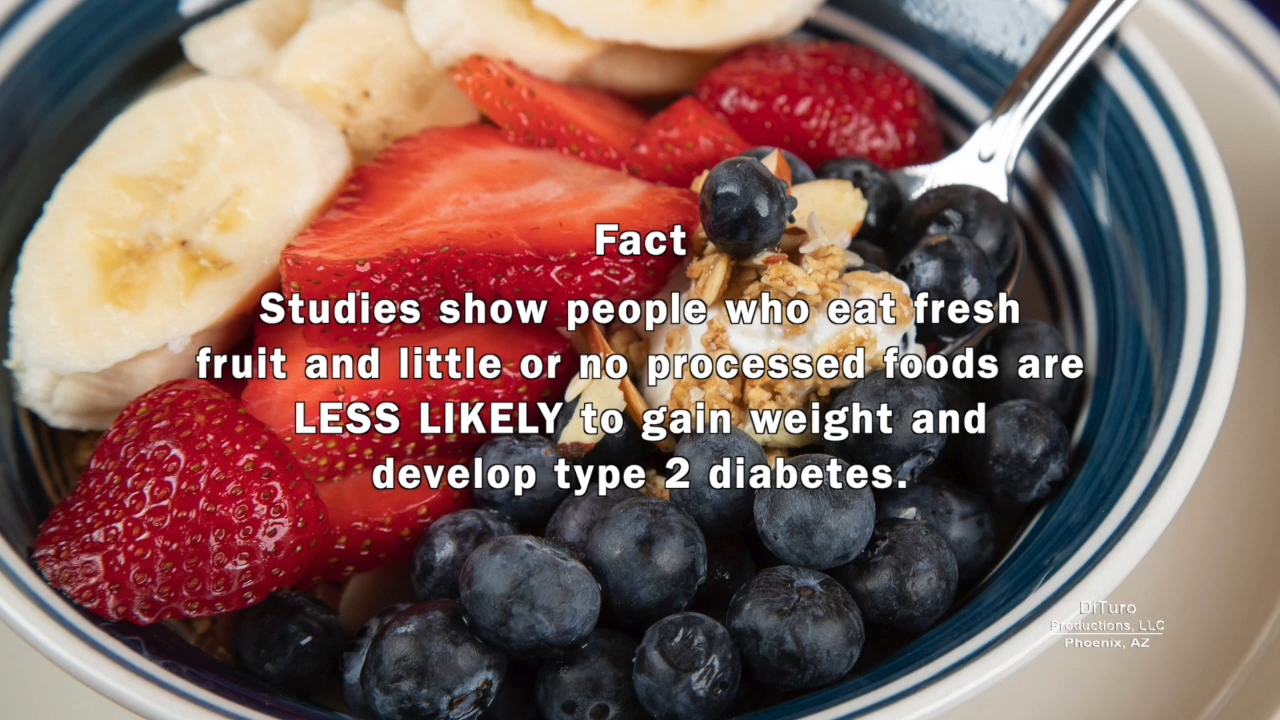 Fact
Studies show people who eat fresh
fruit and little or no processed foods are
LESS LIKELY to gain weight and
develop type 2 diabetes.
DiTuro
Productions, LLC
Phoenix, AZ